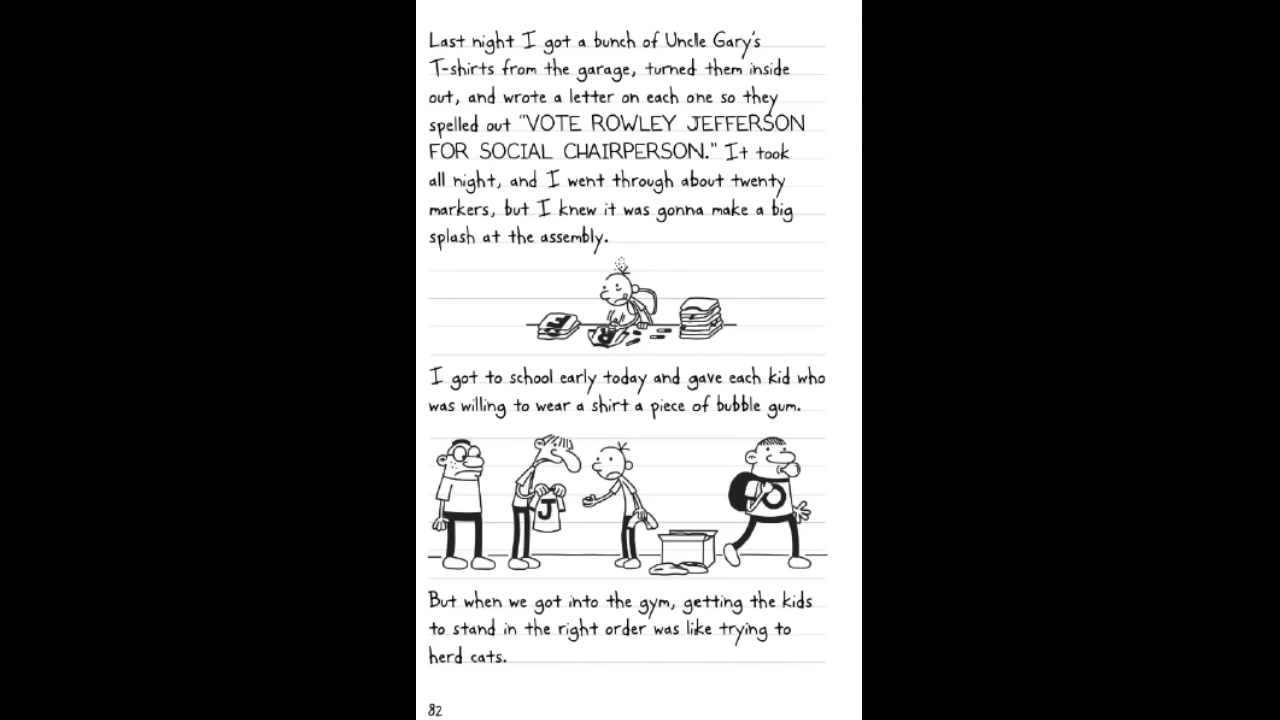 Last night I got a bunch of Uncle Gary's
T-shirts from the garage, turned them inside
out, and wrote a letter on each one so they
spelled out "VOTE ROWLEY JEFFERSON
FOR SOCIAL CHAIRPERSON." It took
all night, and I went through about twenty
markers, but I knew it was gonna make a big
splash at the assembly.
I got to school early today and gave each kid who
was willing to wear a shirt a piece of bubble gum.
J
O
But when we got into the gym, getting the kids
to stand in the right order was like trying to
herd cats.
82